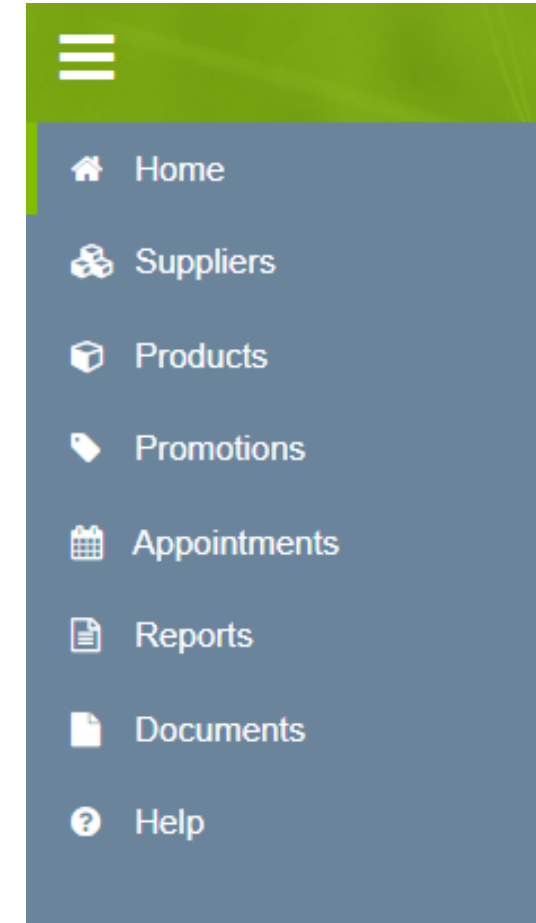 Home
Suppliers
Products
Promotions
Appointments
Reports
Documents
Help